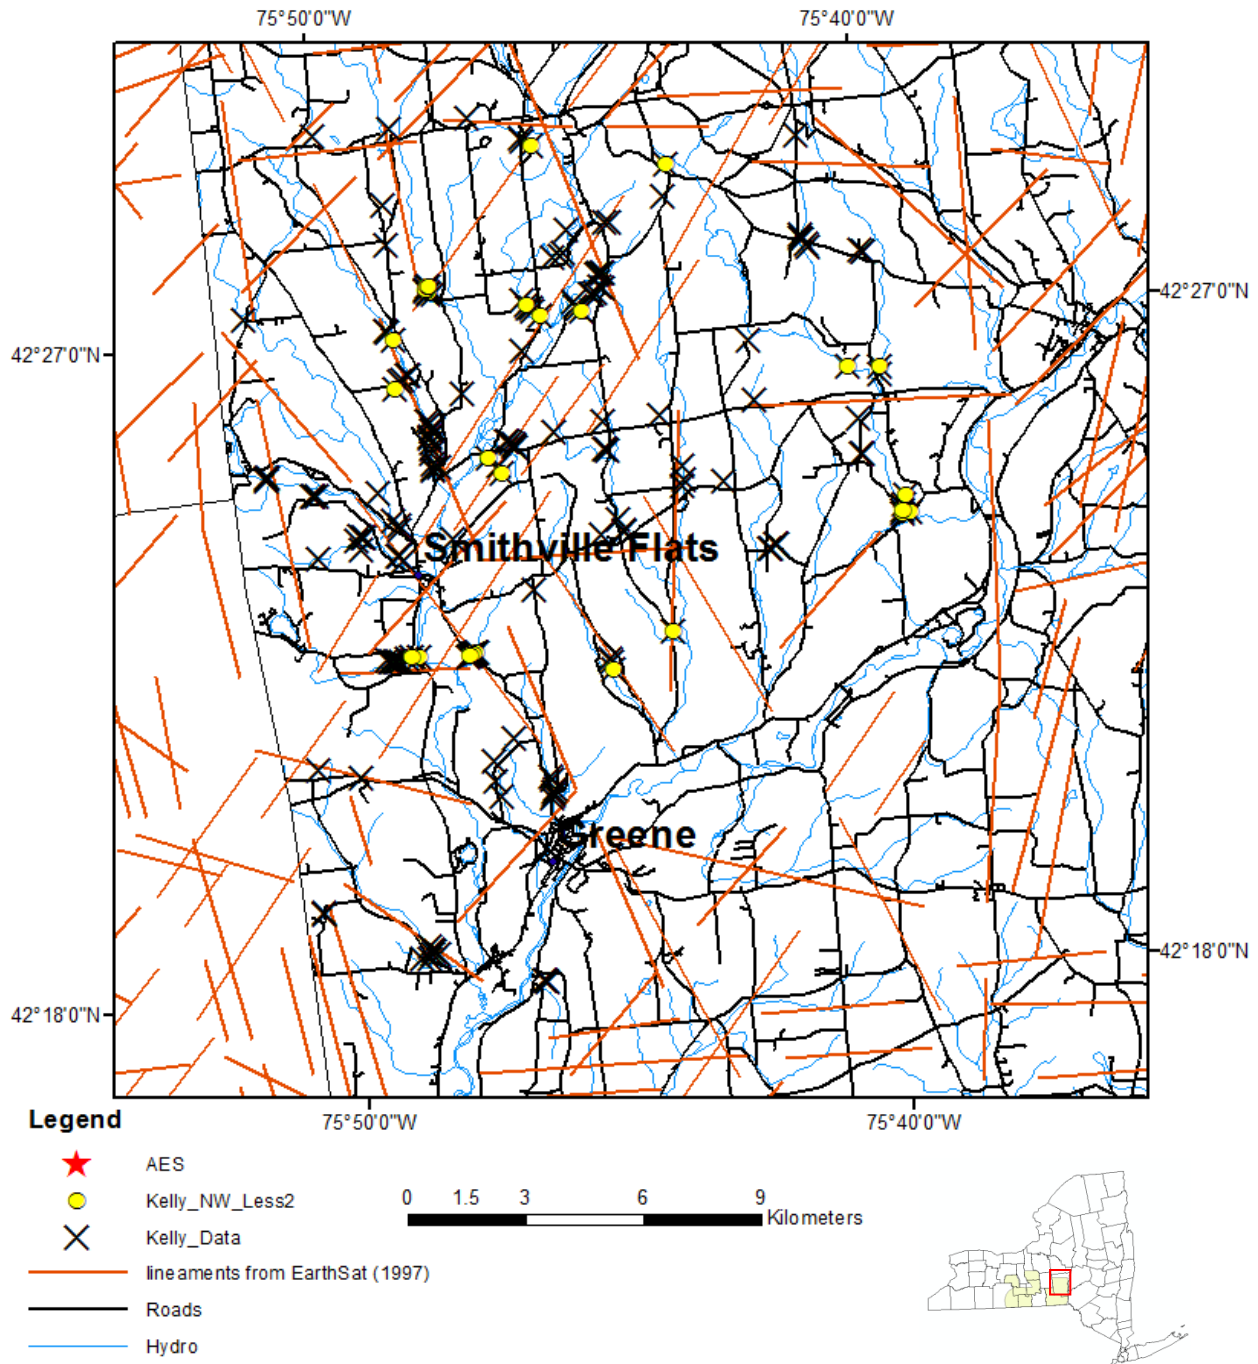 75°50'0"W
75°40'0"W
42°27'0"N
42°27'0"N
Smithville Flats
Greene
42°18'0"N
42°18'0"N
75°50'0"W
75°40'0"W
Legend
AES
Kelly_NW_Less2
Kelly_Data
lineaments from EarthSat (1997)
Roads
Hydro
0 1.5 3 6 9
Kilometers